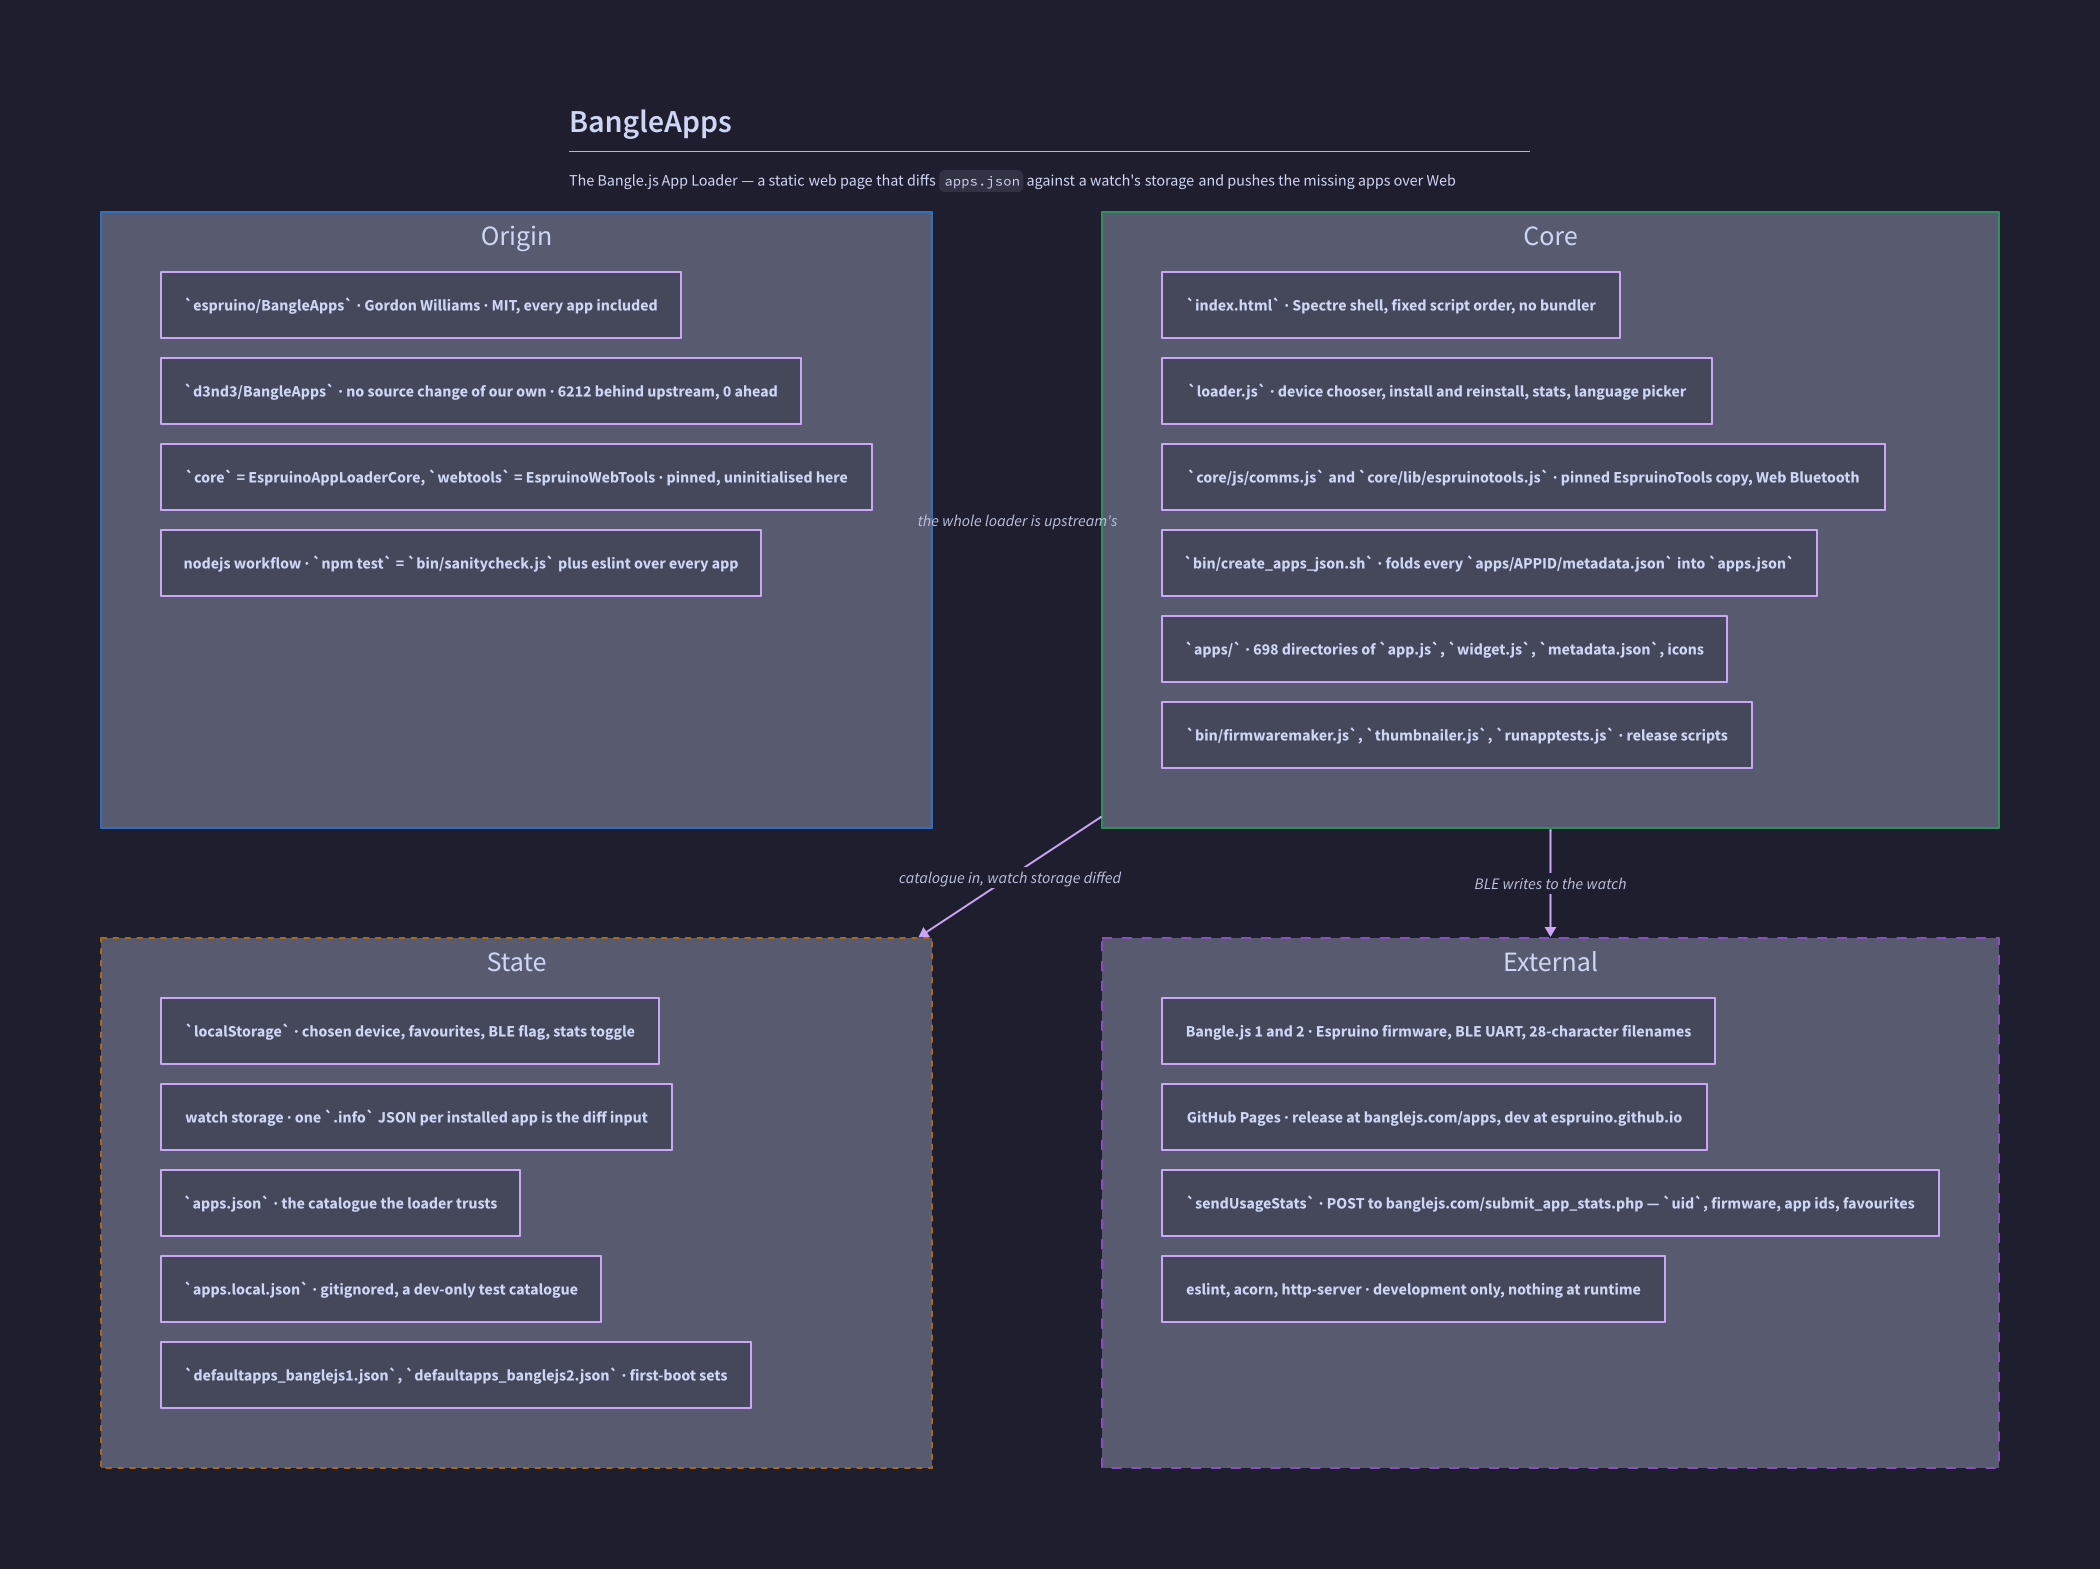 BangleApps
The Bangle.js App Loader — a static web page that diffs apps.json against a watch's storage and pushes the missing apps over Web
Origin
`espruino/BangleApps` · Gordon Williams · MIT, every app included
`d3nd3/BangleApps` · no source change of our own · 6212 behind upstream, 0 ahead
`core` = EspruinoAppLoaderCore, `webtools` = EspruinoWebTools · pinned, uninitialised here
nodejs workflow · `npm test` = `bin/sanitycheck.js` plus eslint over every app
the whole loader is upstream's
Core
`index.html` · Spectre shell, fixed script order, no bundler
`loader.js` · device chooser, install and reinstall, stats, language picker
`core/js/comms.js` and `core/lib/espruinotools.js` · pinned EspruinoTools copy, Web Bluetooth
`bin/create_apps_json.sh` · folds every `apps/APPID/metadata.json` into `apps.json`
`apps/` · 698 directories of `app.js`, `widget.js`, `metadata.json`, icons
`bin/firmwaremaker.js`, `thumbnailer.js`, `runapptests.js` · release scripts
catalogue in, watch storage diffed
BLE writes to the watch
State
`localStorage` · chosen device, favourites, BLE flag, stats toggle
watch storage · one `.info` JSON per installed app is the diff input
`apps.json` · the catalogue the loader trusts
`apps.local.json` · gitignored, a dev-only test catalogue
`defaultapps_banglejs1.json`, `defaultapps_banglejs2.json` · first-boot sets
External
Bangle.js 1 and 2 · Espruino firmware, BLE UART, 28-character filenames
GitHub Pages · release at banglejs.com/apps, dev at espruino.github.io
`sendUsageStats` · POST to banglejs.com/submit_app_stats.php — `uid`, firmware, app ids, favourites
eslint, acorn, http-server · development only, nothing at runtime